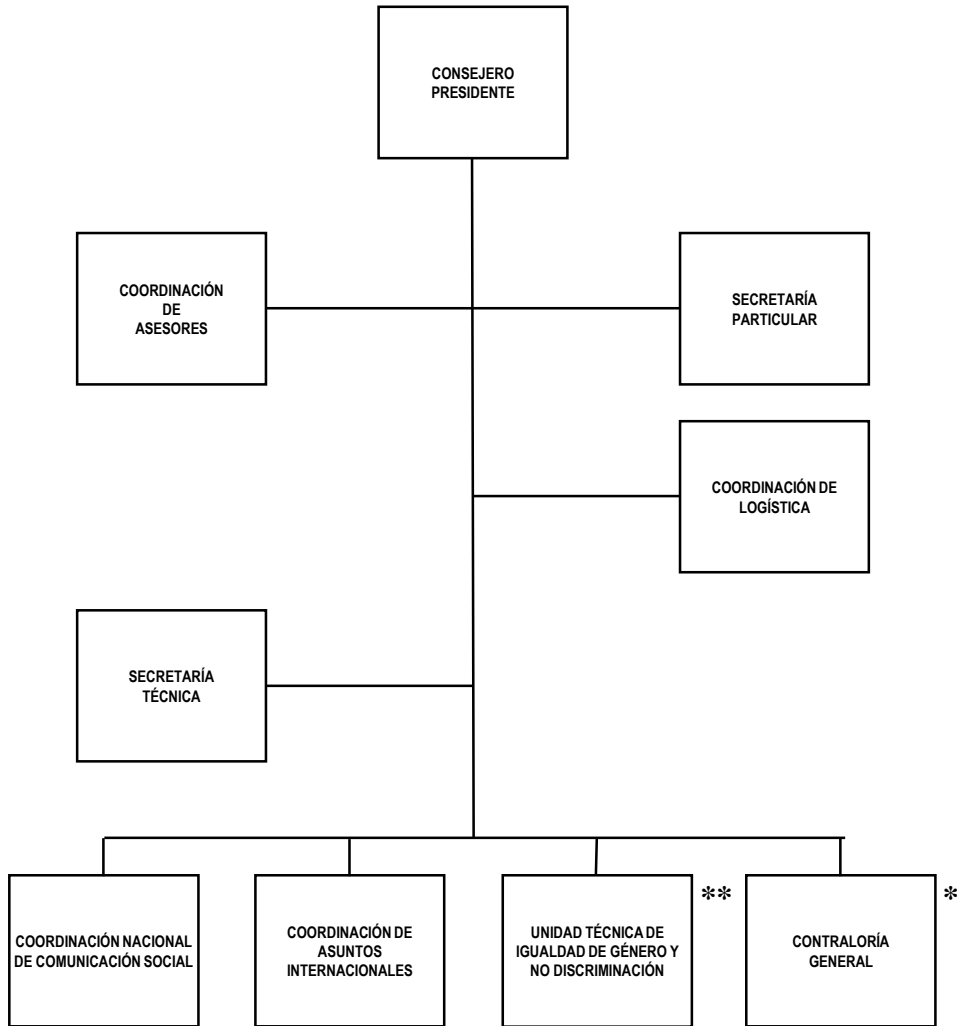 CONSEJERO
PRESIDENTE
COORDINACIÓN
DE
ASESORES
SECRETARÍA
PARTICULAR
COORDINACIÓN DE
LOGÍSTICA
SECRETARÍA
TÉCNICA
COORDINACIÓN NACIONAL
DE COMUNICACIÓN SOCIAL
COORDINACIÓN DE
ASUNTOS
INTERNACIONALES
UNIDAD TÉCNICA DE
IGUALDAD DE GÉNERO Y
NO DISCRIMINACIÓN
**
CONTRALORÍA
GENERAL
*